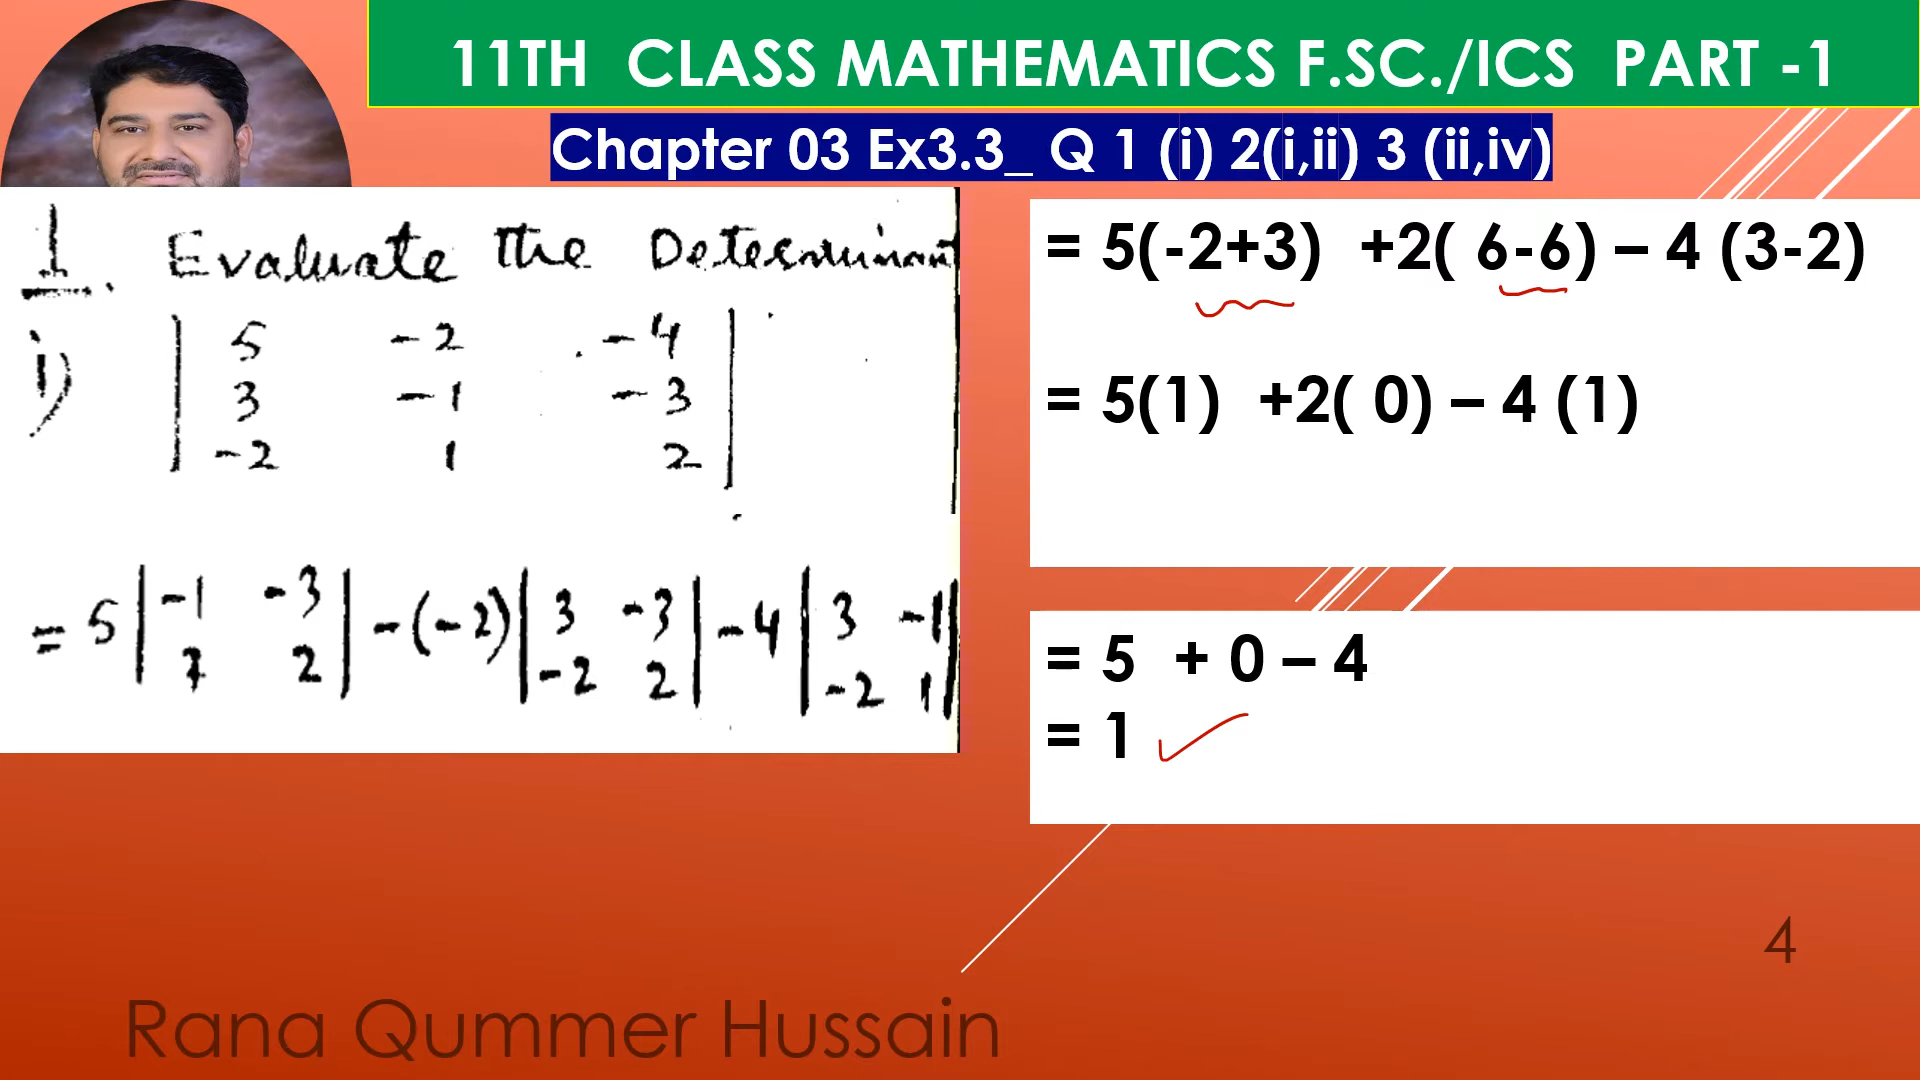 11TH CLASS MATHEMATICS F.SC./ICS PART -1
Chapter 03 Ex3.3_ Q 1 (i) 2(i,ii) 3 (ii,iv)
1. Evaluate the Determinant
i) | 5 -2 -4 |
| 3 -1 -3 |
| -2 1 2 |
= 5 | -1 -3 | - (-2) | 3 -3 | - 4 | 3 -1 |
| 1 2 | | -2 2 | | -2 1 |
= 5(-2+3) +2( 6-6) – 4 (3-2)
= 5(1) +2( 0) – 4 (1)
= 5 + 0 – 4
= 1
4
Rana Qummer Hussain